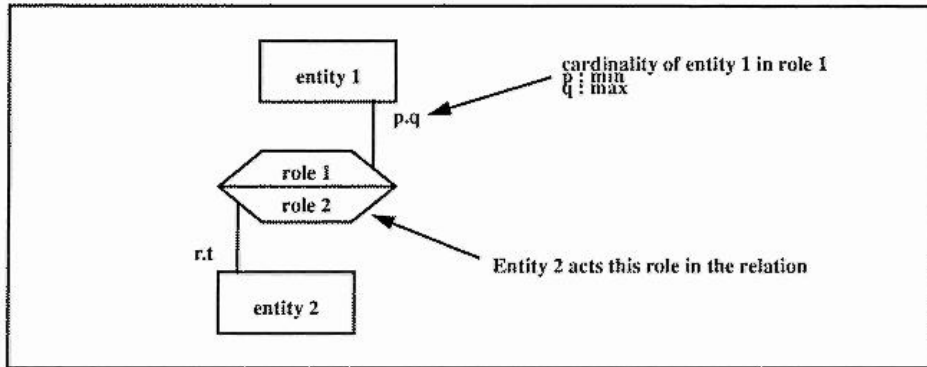 entity 1
cardinality of entity 1 in role 1
p : min
q : max
p.q
role 1
role 2
r.t
Entity 2 acts this role in the relation
entity 2